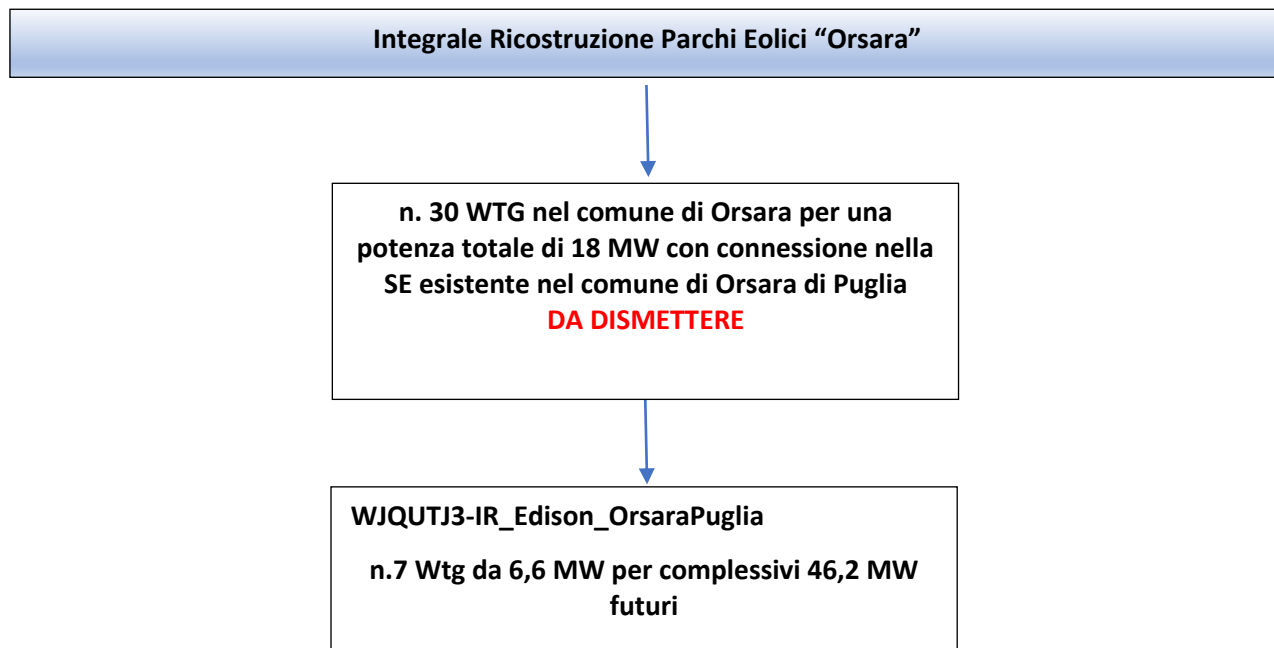 Integrale Ricostruzione Parchi Eolici “Orsara”
n. 30 WTG nel comune di Orsara per una
potenza totale di 18 MW con connessione nella
SE esistente nel comune di Orsara di Puglia
DA DISMETTERE
WJQUTJ3-IR_Edison_OrsaraPuglia
n.7 Wtg da 6,6 MW per complessivi 46,2 MW
futuri